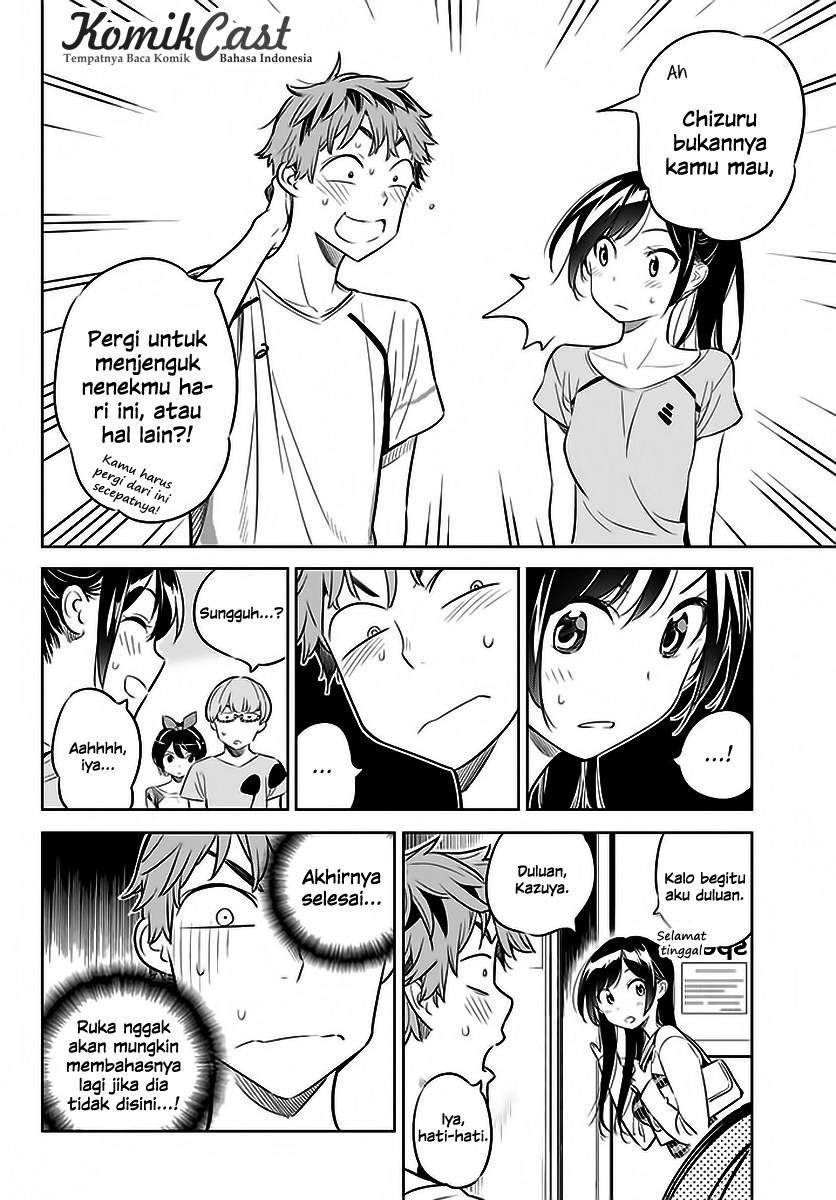 KomikCast
Tempatnya Baca Komik Bahasa Indonesia
Ah
Chizuru
bukannya
kamu mau,
Pergi untuk
menjenguk
nenekmu ha-
ri ini, atau
hal lain?!
Kamu harus
pergi dari ini
secepatnya!
Sungguh...?
Aahhhh,
iya...
...
...!
Akhirnya
selesai...
Ruka nggak
akan mungkin
membahasnya
lagi jika dia
tidak disini...!
Duluan,
Kazuya.
Kalo begitu
aku duluan.
Selamat
tinggal
Iya,
hati-hati.